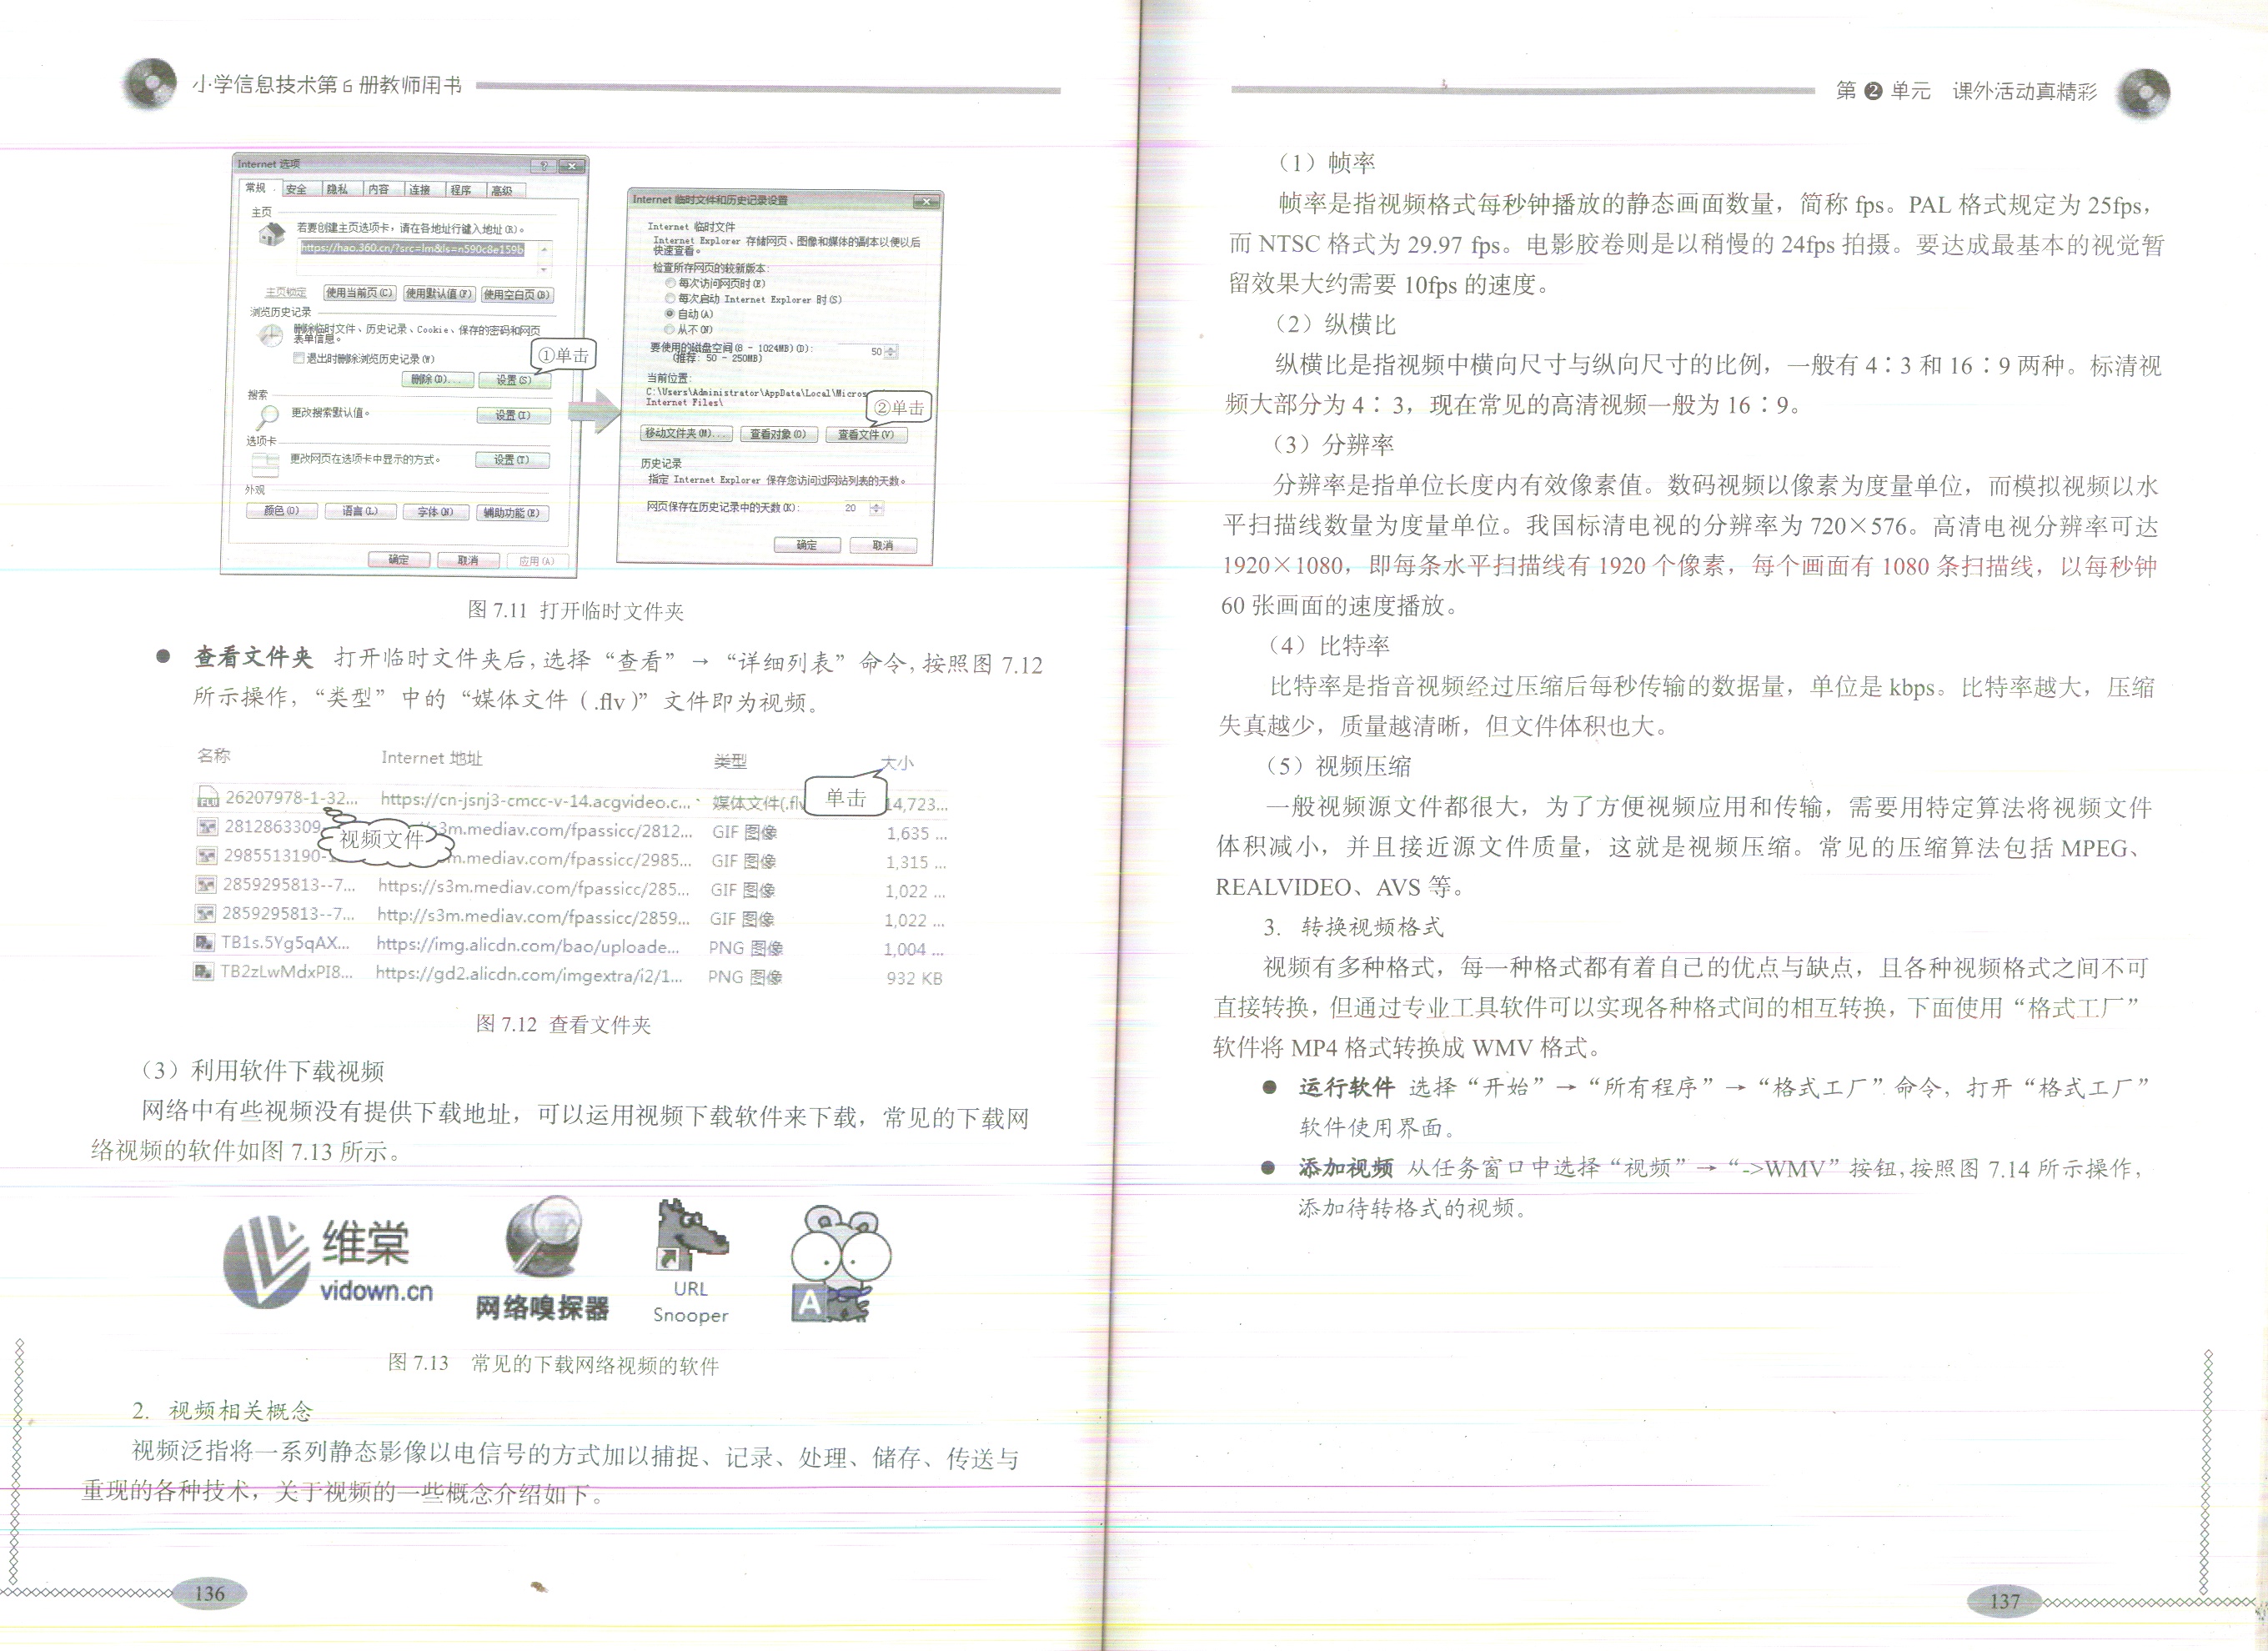 小学信息技术第6册教师用书
Internet 选项
常规
安全
隐私
内容
连接
程序
高级
主页
若要创建主页选项卡，请在各地址行键入地址(R)。
https://hao.360.cn/?src=lm&ls=n590c8e159b
主页锁定
使用当前页(C)
使用默认值(F)
使用空白页(B)
浏览历史记录
删除临时文件、历史记录、Cookie、保存的密码和网页
表单信息。
退出时删除浏览历史记录(W)
①单击
删除(D)...
设置(S)
搜索
更改搜索默认值。
设置(I)
选项卡
更改网页在选项卡中显示的方式。
设置(T)
外观
颜色(O)
语言(L)
字体(N)
辅助功能(E)
确定
取消
应用(A)
Internet 临时文件和历史记录设置
Internet 临时文件
Internet Explorer 存储网页、图像和媒体的副本以便以后
快速查看。
检查所存网页的较新版本:
每次访问网页时(E)
每次启动 Internet Explorer 时(S)
自动(A)
从不(N)
要使用的磁盘空间(8 - 1024MB)(D):
50
(推荐: 50 - 250MB)
当前位置:
C:\Users\Administrator\AppData\Local\Micros
Internet Files\
②单击
移动文件夹(M)...
查看对象(O)
查看文件(V)
历史记录
指定 Internet Explorer 保存您访问过网站列表的天数。
网页保存在历史记录中的天数(K):
20
确定
取消
图 7.11 打开临时文件夹
● 查看文件夹 打开临时文件夹后，选择“查看”→“详细列表”命令，按照图 7.12
所示操作，“类型”中的“媒体文件（.flv）”文件即为视频。
名称 Internet 地址 类型 大小
单击
26207978-1-32... https://cn-jsnj3-cmcc-v-14.acgvideo.c... 媒体文件(.flv 14,723...
2812863309 3m.mediav.com/fpassicc/2812... GIF 图像 1,635 ...
视频文件
2985513190- m.mediav.com/fpassicc/2985... GIF 图像 1,315 ...
2859295813--7... https://s3m.mediav.com/fpassicc/285... GIF 图像 1,022 ...
2859295813--7... http://s3m.mediav.com/fpassicc/2859... GIF 图像 1,022 ...
TB1s.5Yg5qAX... https://img.alicdn.com/bao/uploade... PNG 图像 1,004 ...
TB2zLwMdxPI8... https://gd2.alicdn.com/imgextra/i2/1... PNG 图像 932 KB
图 7.12 查看文件夹
（3）利用软件下载视频
网络中有些视频没有提供下载地址，可以运用视频下载软件来下载，常见的下载网
络视频的软件如图 7.13 所示。
维棠
vidown.cn
网络嗅探器
URL
Snooper
A
图 7.13 常见的下载网络视频的软件
2. 视频相关概念
视频泛指将一系列静态影像以电信号的方式加以捕捉、记录、处理、储存、传送与
重现的各种技术，关于视频的一些概念介绍如下。
136
第2单元 课外活动真精彩
（1）帧率
帧率是指视频格式每秒钟播放的静态画面数量，简称 fps。PAL 格式规定为 25fps，
而 NTSC 格式为 29.97 fps。电影胶卷则是以稍慢的 24fps 拍摄。要达成最基本的视觉暂
留效果大约需要 10fps 的速度。
（2）纵横比
纵横比是指视频中横向尺寸与纵向尺寸的比例，一般有 4∶3 和 16∶9 两种。标清视
频大部分为 4∶3，现在常见的高清视频一般为 16∶9。
（3）分辨率
分辨率是指单位长度内有效像素值。数码视频以像素为度量单位，而模拟视频以水
平扫描线数量为度量单位。我国标清电视的分辨率为 720×576。高清电视分辨率可达
1920×1080，即每条水平扫描线有 1920 个像素，每个画面有 1080 条扫描线，以每秒钟
60 张画面的速度播放。
（4）比特率
比特率是指音视频经过压缩后每秒传输的数据量，单位是 kbps。比特率越大，压缩
失真越少，质量越清晰，但文件体积也大。
（5）视频压缩
一般视频源文件都很大，为了方便视频应用和传输，需要用特定算法将视频文件
体积减小，并且接近源文件质量，这就是视频压缩。常见的压缩算法包括 MPEG、
REALVIDEO、AVS 等。
3. 转换视频格式
视频有多种格式，每一种格式都有着自己的优点与缺点，且各种视频格式之间不可
直接转换，但通过专业工具软件可以实现各种格式间的相互转换，下面使用“格式工厂”
软件将 MP4 格式转换成 WMV 格式。
● 运行软件 选择“开始”→“所有程序”→“格式工厂”命令，打开“格式工厂”
软件使用界面。
● 添加视频 从任务窗口中选择“视频”→“->WMV”按钮，按照图 7.14 所示操作，
添加待转格式的视频。
137